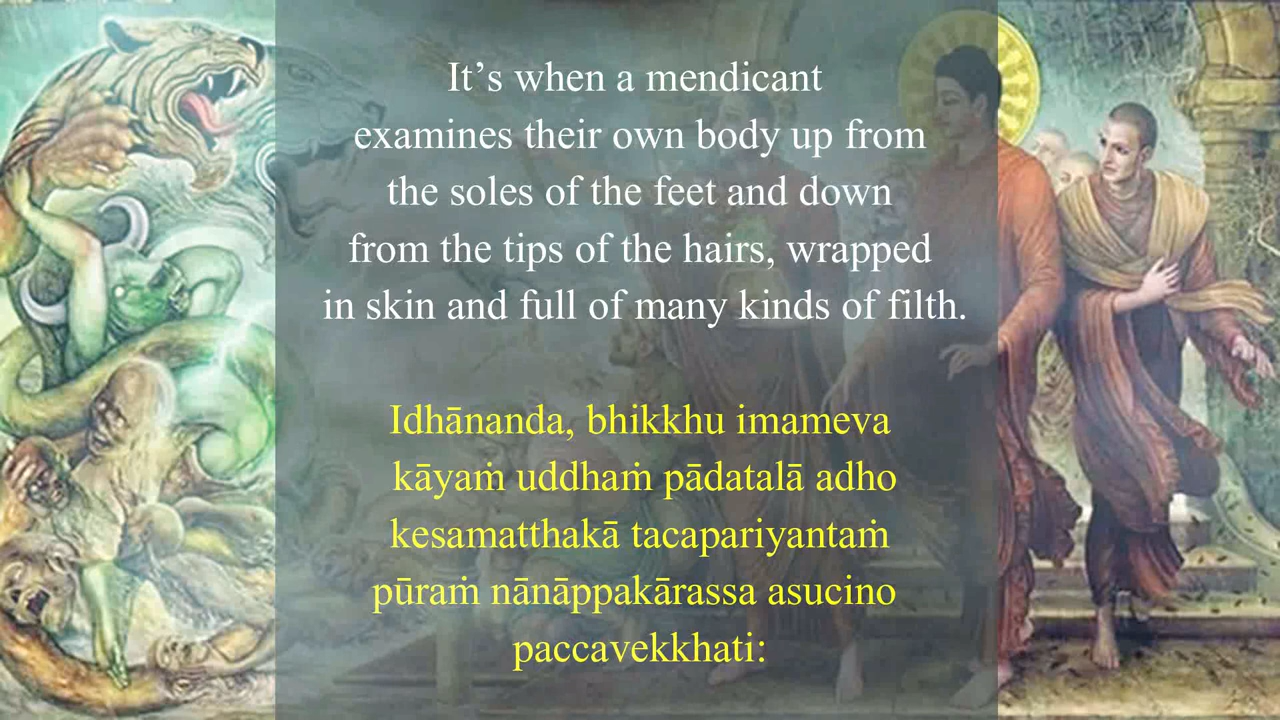 It’s when a mendicant
examines their own body up from
the soles of the feet and down
from the tips of the hairs, wrapped
in skin and full of many kinds of filth.
Idhānanda, bhikkhu imameva
kāyaṁ uddhaṁ pādatalā adho
kesamatthakā tacapariyantaṁ
pūraṁ nānāppakārassa asucino
paccavekkhati: